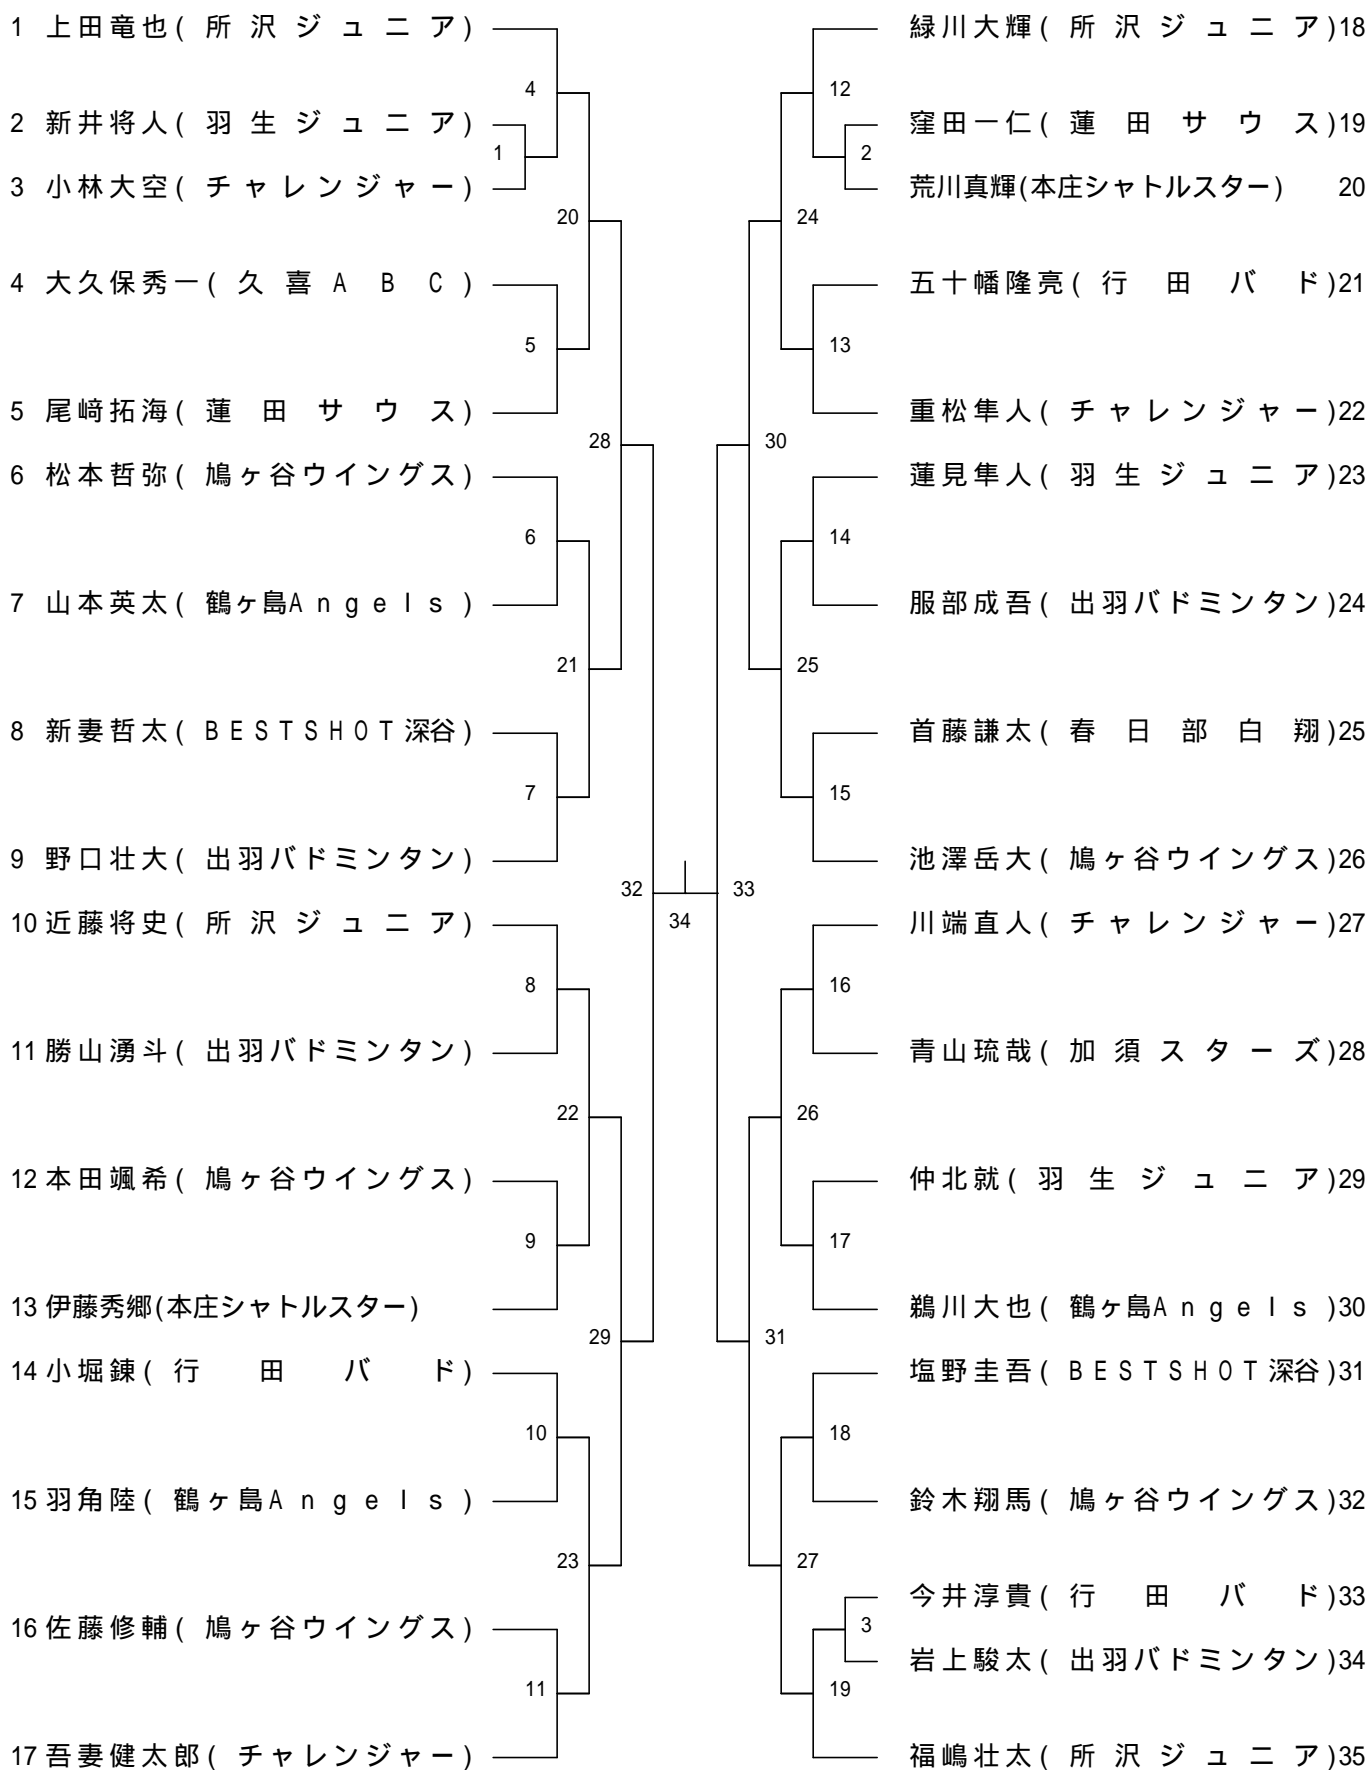 1 上田竜也(所沢ジュニア)
2 新井将人(羽生ジュニア)
3 小林大空(チャレンジャー)
4 大久保秀一(久喜ABC)
5 尾﨑拓海(蓮田サウス)
6 松本哲弥(鳩ヶ谷ウイングス)
7 山本英太(鶴ヶ島Angels)
8 新妻哲太(BESTSHOT深谷)
9 野口壮大(出羽バドミンタン)
10 近藤将史(所沢ジュニア)
11 勝山湧斗(出羽バドミンタン)
12 本田颯希(鳩ヶ谷ウイングス)
13 伊藤秀郷(本庄シャトルスター)
14 小堀錬(行田バド)
15 羽角陸(鶴ヶ島Angels)
16 佐藤修輔(鳩ヶ谷ウイングス)
17 吾妻健太郎(チャレンジャー)
4
1
20
5
28
6
21
7
32
8
22
9
29
10
23
11
34
33
12
2
24
13
30
14
25
15
16
26
17
31
18
27
3
19
緑川大輝(所沢ジュニア)18
窪田一仁(蓮田サウス)19
荒川真輝(本庄シャトルスター) 20
五十幡隆亮(行田バド)21
重松隼人(チャレンジャー)22
蓮見隼人(羽生ジュニア)23
服部成吾(出羽バドミンタン)24
首藤謙太(春日部白翔)25
池澤岳大(鳩ヶ谷ウイングス)26
川端直人(チャレンジャー)27
青山琉哉(加須スターズ)28
仲北就(羽生ジュニア)29
鵜川大也(鶴ヶ島Angels)30
塩野圭吾(BESTSHOT深谷)31
鈴木翔馬(鳩ヶ谷ウイングス)32
今井淳貴(行田バド)33
岩上駿太(出羽バドミンタン)34
福嶋壮太(所沢ジュニア)35